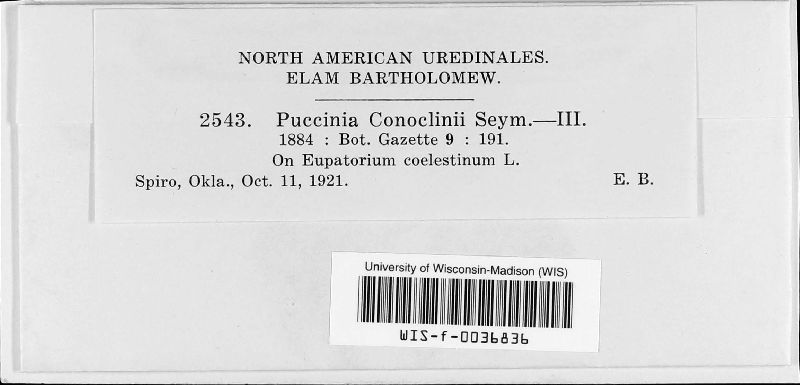 NORTH AMERICAN UREDINALES.
ELAM BARTHOLOMEW.
2543. Puccinia Conoclinii Seym.—III.
1884 : Bot. Gazette 9 : 191.
On Eupatorium coelestinum L.
Spiro, Okla., Oct. 11, 1921. E. B.
University of Wisconsin-Madison (WIS)
WIS-f-0036836